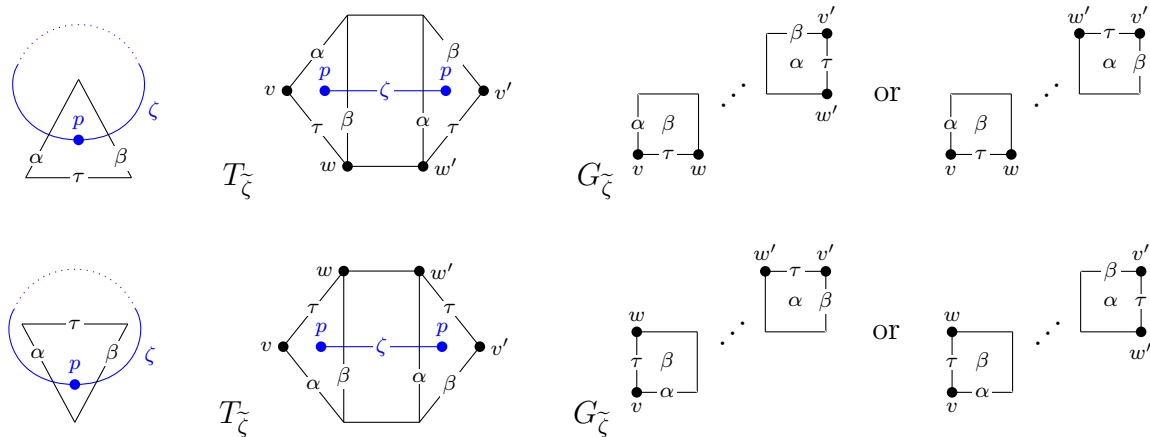 ζ p α β τ
T_ζ̃ v α τ p ζ p β w β α w′ τ v′
G_ζ̃ α β τ v w ⋰ β v′ α τ w′
or
α β τ v w ⋰ w′ τ v′ α β
τ α β p ζ
T_ζ̃ w w′ τ τ v p ζ p v′ α β α β
G_ζ̃ w τ β α v ⋰ w′ τ v′ α β
or
w τ β α v ⋰ β v′ α τ w′